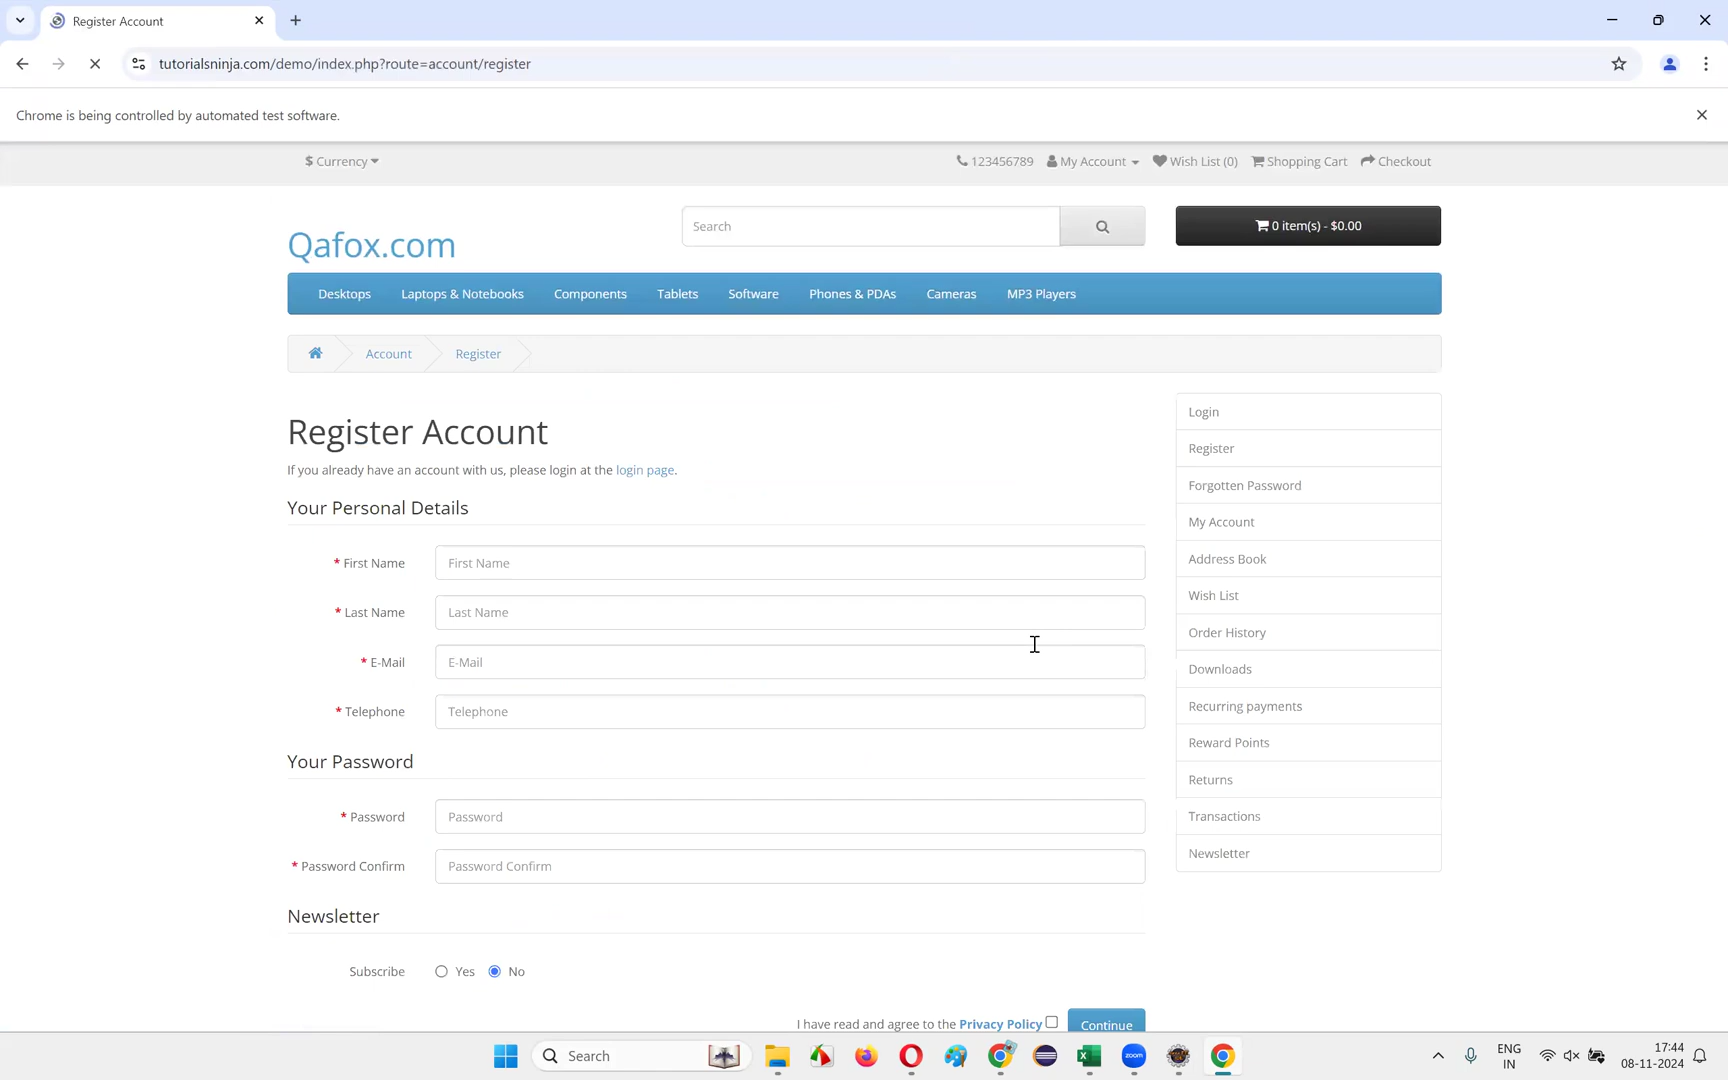 Register Account
tutorialsninja.com/demo/index.php?route=account/register
Chrome is being controlled by automated test software.
$ Currency
123456789 My Account Wish List (0) Shopping Cart Checkout
Qafox.com
Search
0 item(s) - $0.00
Desktops Laptops & Notebooks Components Tablets Software Phones & PDAs Cameras MP3 Players
Account Register
Register Account
If you already have an account with us, please login at the login page.
Your Personal Details
* First Name First Name
* Last Name Last Name
* E-Mail E-Mail
* Telephone Telephone
Your Password
* Password Password
* Password Confirm Password Confirm
Newsletter
Subscribe Yes No
I have read and agree to the Privacy Policy Continue
Login
Register
Forgotten Password
My Account
Address Book
Wish List
Order History
Downloads
Recurring payments
Reward Points
Returns
Transactions
Newsletter
Search
zoom
ENG
IN
17:44
08-11-2024